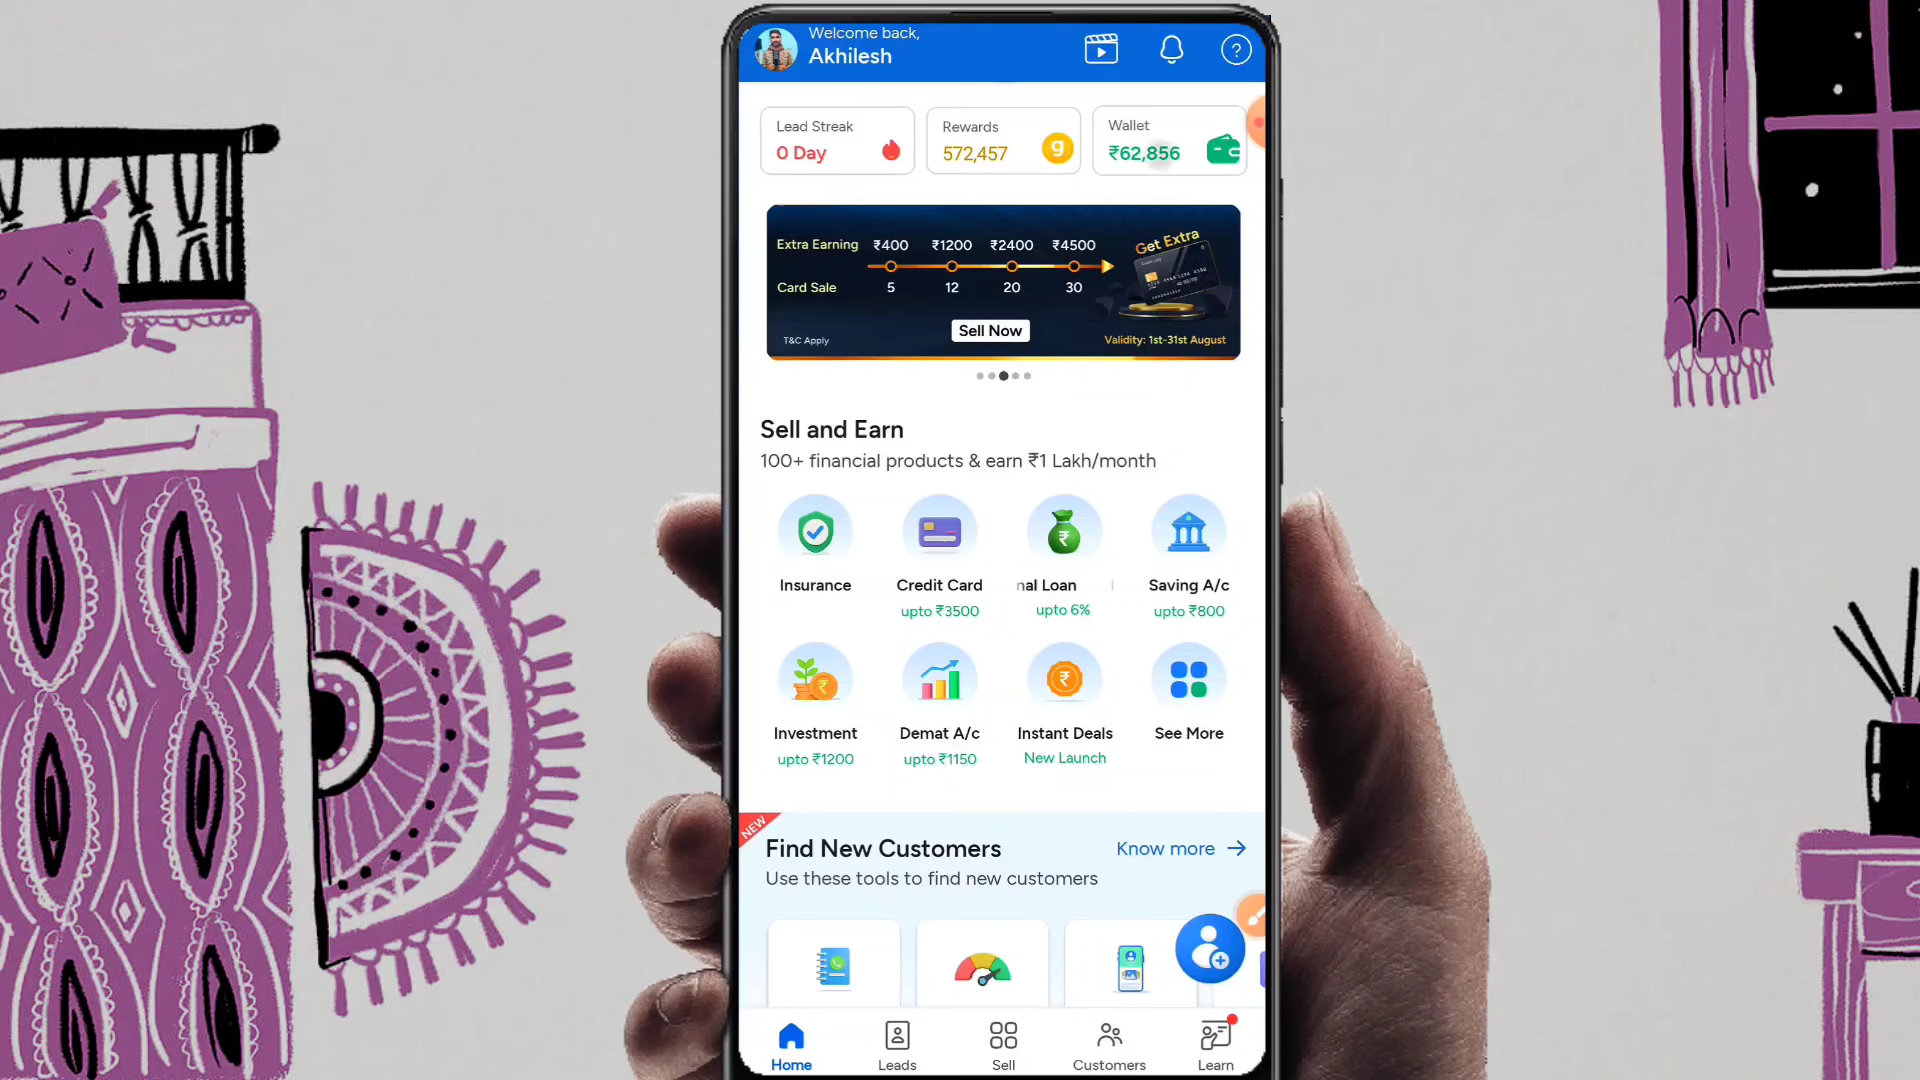 Welcome back,
Akhilesh
Lead Streak
0 Day
Rewards
572,457
Wallet
₹62,856
Extra Earning ₹400 ₹1200 ₹2400 ₹4500
Get Extra
Card Sale 5 12 20 30
Sell Now
T&C Apply
Validity: 1st-31st August
Sell and Earn
100+ financial products & earn ₹1 Lakh/month
Insurance
Credit Card
upto ₹3500
nal Loan
upto 6%
Saving A/c
upto ₹800
Investment
upto ₹1200
Demat A/c
upto ₹1150
Instant Deals
New Launch
See More
NEW
Find New Customers
Know more
Use these tools to find new customers
Home
Leads
Sell
Customers
Learn